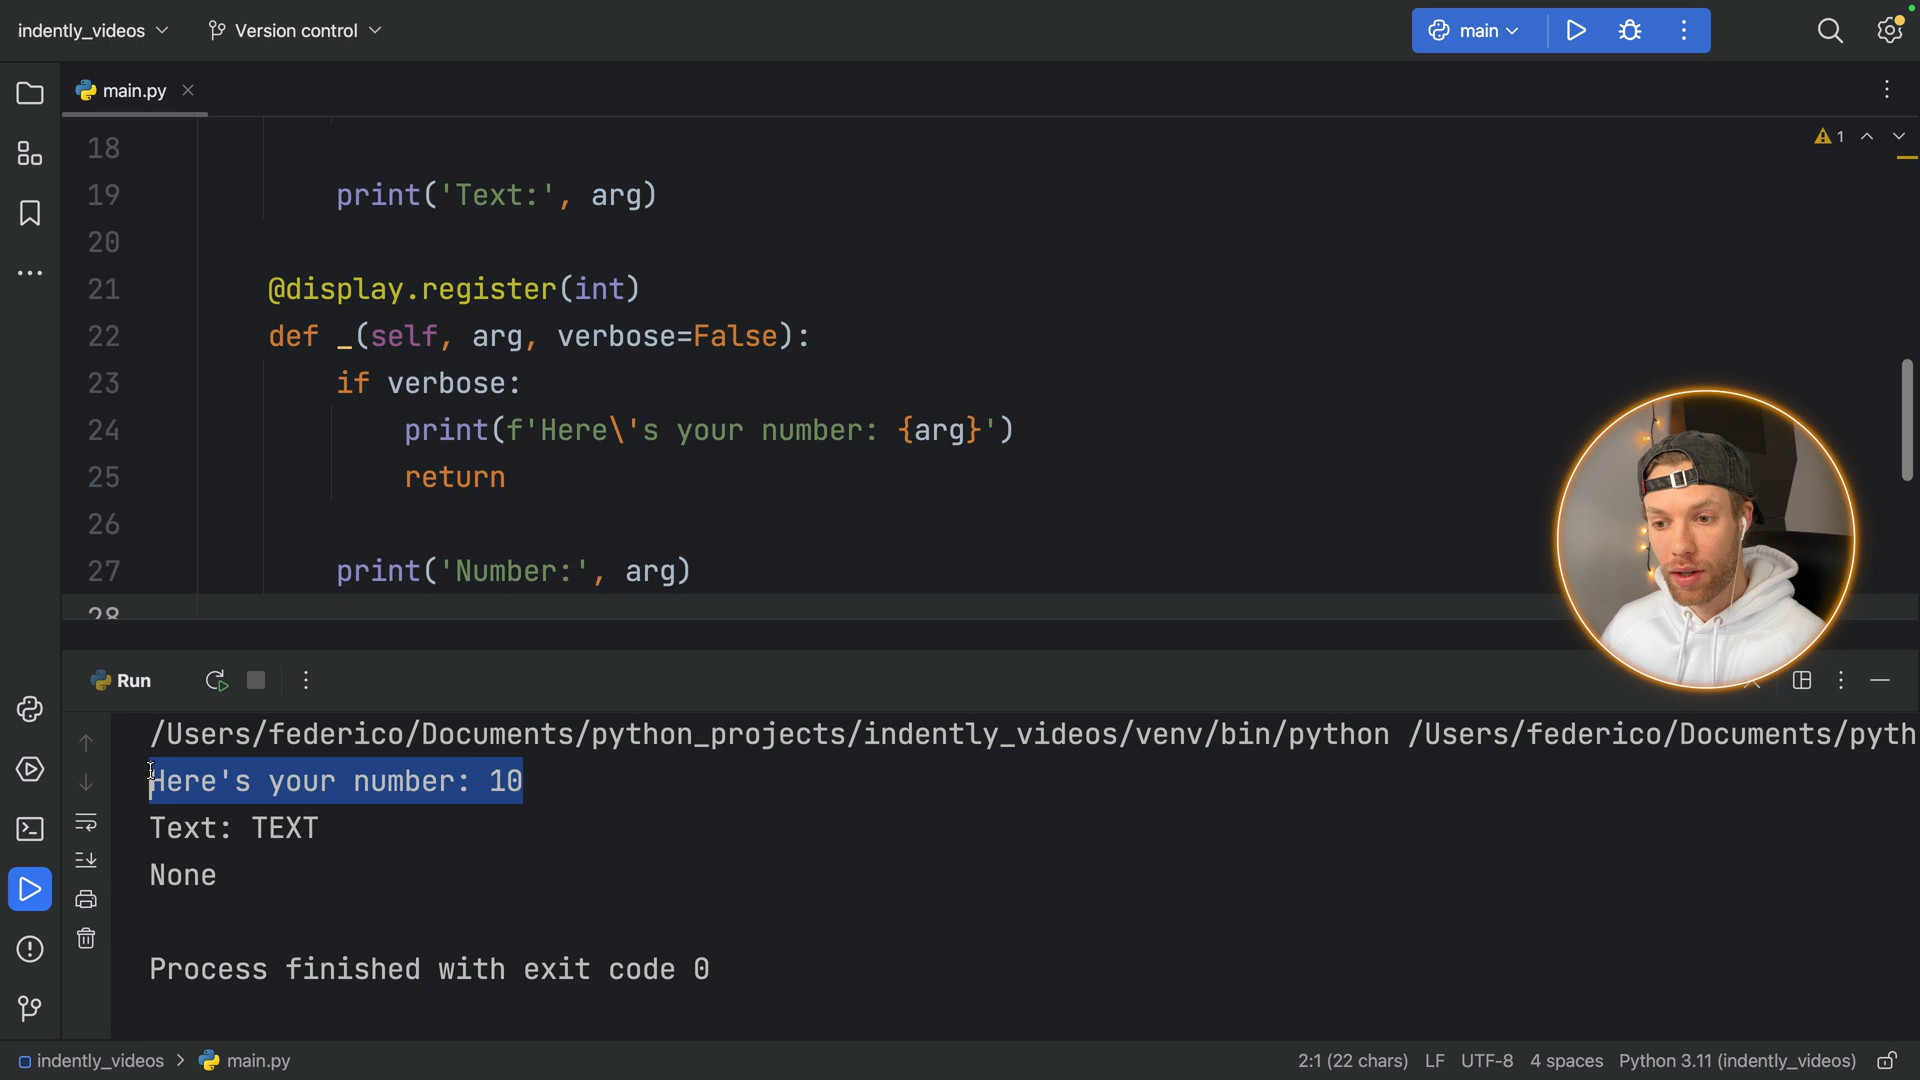 indently_videos
Version control
main
main.py
1
18
19 print('Text:', arg)
20
21 @display.register(int)
22 def _(self, arg, verbose=False):
23 if verbose:
24 print(f'Here\'s your number: {arg}')
25 return
26
27 print('Number:', arg)
28
Run
/Users/federico/Documents/python_projects/indently_videos/venv/bin/python /Users/federico/Documents/pyth
Here's your number: 10
Text: TEXT
None
Process finished with exit code 0
indently_videos > main.py
2:1 (22 chars) LF UTF-8 4 spaces Python 3.11 (indently_videos)